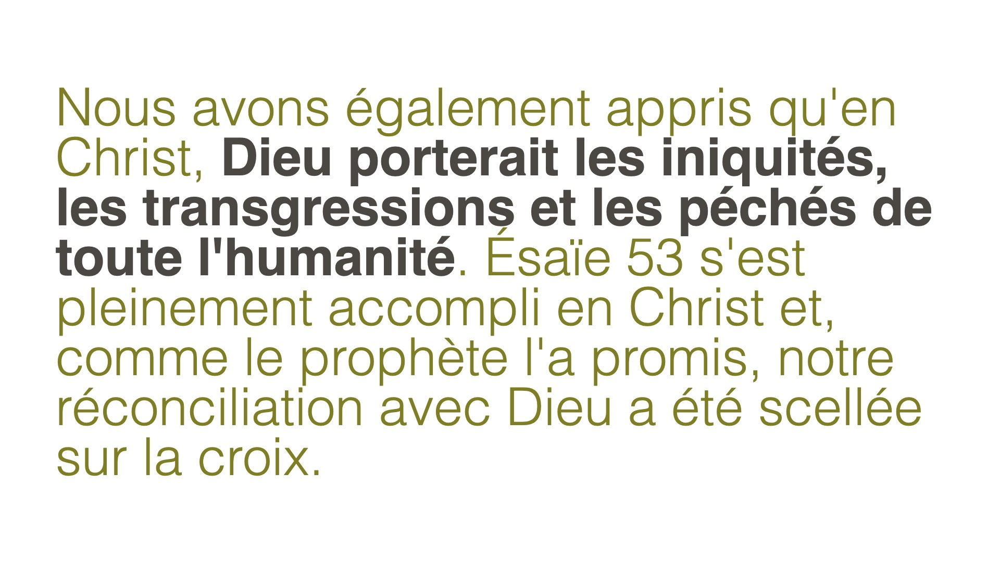 Nous avons également appris qu'en
Christ, Dieu porterait les iniquités,
les transgressions et les péchés de
toute l'humanité. Ésaïe 53 s'est
pleinement accompli en Christ et,
comme le prophète l'a promis, notre
réconciliation avec Dieu a été scellée
sur la croix.